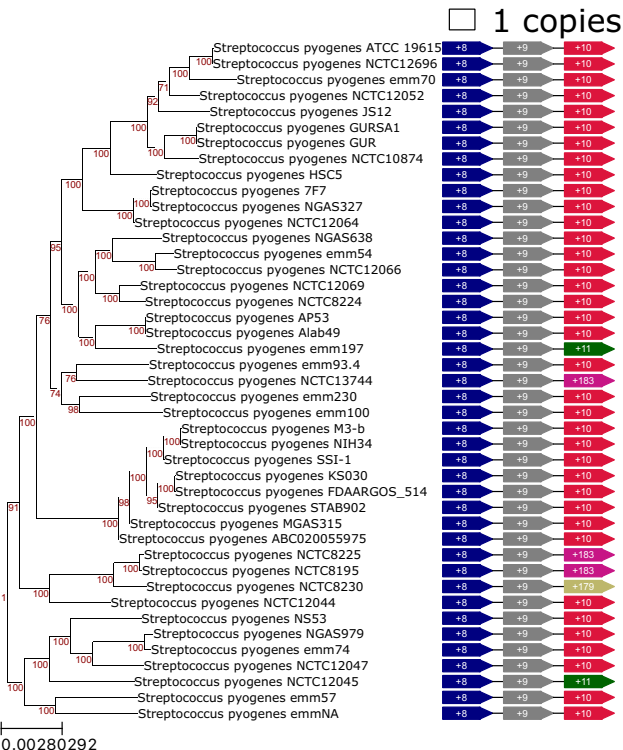 1 copies
Streptococcus pyogenes ATCC 19615 +8 +9 +10
100 Streptococcus pyogenes NCTC12696 +8 +9 +10
100 Streptococcus pyogenes emm70 +8 +9 +10
71 Streptococcus pyogenes NCTC12052 +8 +9 +10
92 Streptococcus pyogenes JS12 +8 +9 +10
Streptococcus pyogenes GURSA1 +8 +9 +10
100 Streptococcus pyogenes GUR +8 +9 +10
100 100 100 Streptococcus pyogenes NCTC10874 +8 +9 +10
Streptococcus pyogenes HSC5 +8 +9 +10
100 Streptococcus pyogenes 7F7 +8 +9 +10
100 Streptococcus pyogenes NGAS327 +8 +9 +10
100 Streptococcus pyogenes NCTC12064 +8 +9 +10
Streptococcus pyogenes NGAS638 +8 +9 +10
95 100 Streptococcus pyogenes emm54 +8 +9 +10
100 Streptococcus pyogenes NCTC12066 +8 +9 +10
100 Streptococcus pyogenes NCTC12069 +8 +9 +10
100 100 Streptococcus pyogenes NCTC8224 +8 +9 +10
76 Streptococcus pyogenes AP53 +8 +9 +10
100 100 Streptococcus pyogenes Alab49 +8 +9 +10
Streptococcus pyogenes emm197 +8 +9 +11
Streptococcus pyogenes emm93.4 +8 +9 +10
76 Streptococcus pyogenes NCTC13744 +8 +9 +183
74 Streptococcus pyogenes emm230 +8 +9 +10
98 Streptococcus pyogenes emm100 +8 +9 +10
100 Streptococcus pyogenes M3-b +8 +9 +10
100 Streptococcus pyogenes NIH34 +8 +9 +10
100 Streptococcus pyogenes SSI-1 +8 +9 +10
100 Streptococcus pyogenes KS030 +8 +9 +10
100 Streptococcus pyogenes FDAARGOS_514 +8 +9 +10
91 98 95 Streptococcus pyogenes STAB902 +8 +9 +10
100 Streptococcus pyogenes MGAS315 +8 +9 +10
Streptococcus pyogenes ABC020055975 +8 +9 +10
Streptococcus pyogenes NCTC8225 +8 +9 +183
100 Streptococcus pyogenes NCTC8195 +8 +9 +183
100 Streptococcus pyogenes NCTC8230 +8 +9 +179
1 100 Streptococcus pyogenes NCTC12044 +8 +9 +10
Streptococcus pyogenes NS53 +8 +9 +10
100 Streptococcus pyogenes NGAS979 +8 +9 +10
100 100 Streptococcus pyogenes emm74 +8 +9 +10
100 Streptococcus pyogenes NCTC12047 +8 +9 +10
100 Streptococcus pyogenes NCTC12045 +8 +9 +11
Streptococcus pyogenes emm57 +8 +9 +10
100 Streptococcus pyogenes emmNA +8 +9 +10
0.00280292